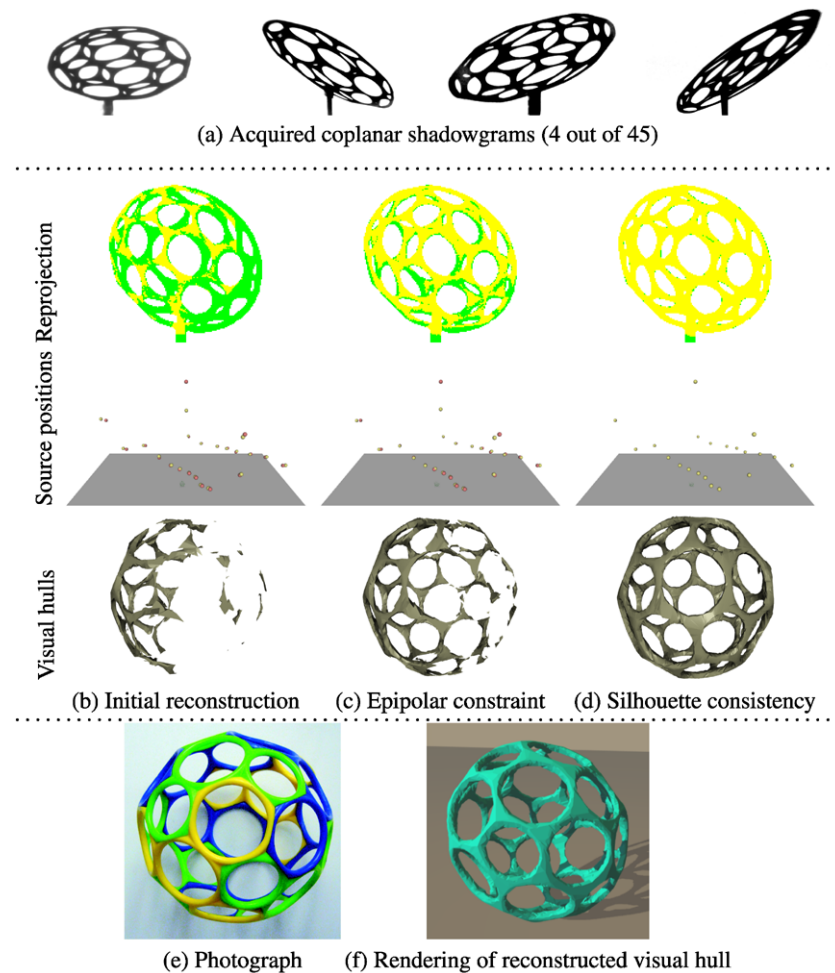 (a) Acquired coplanar shadowgrams (4 out of 45)
Reprojection
Source positions
Visual hulls
(b) Initial reconstruction
(c) Epipolar constraint
(d) Silhouette consistency
(e) Photograph
(f) Rendering of reconstructed visual hull